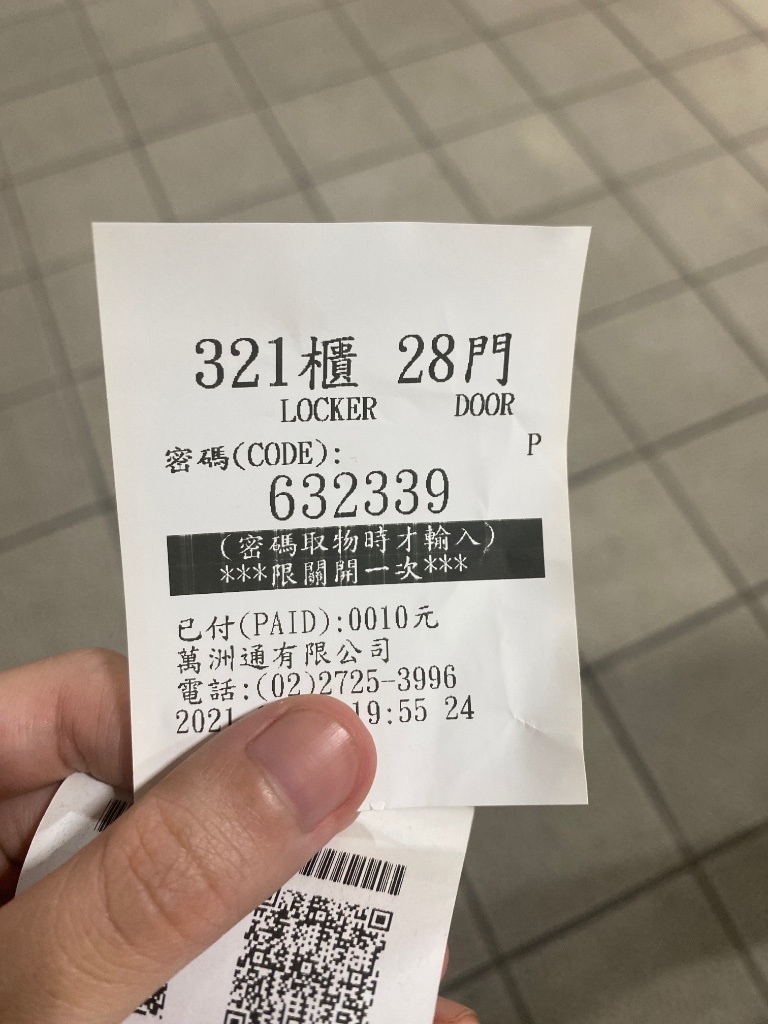 321櫃 28門
LOCKER DOOR
密碼(CODE): P
632339
(密碼取物時才輸入)
***限關開一次***
已付(PAID):0010元
萬洲通有限公司
電話:(02)2725-3996
2021 19:55 24